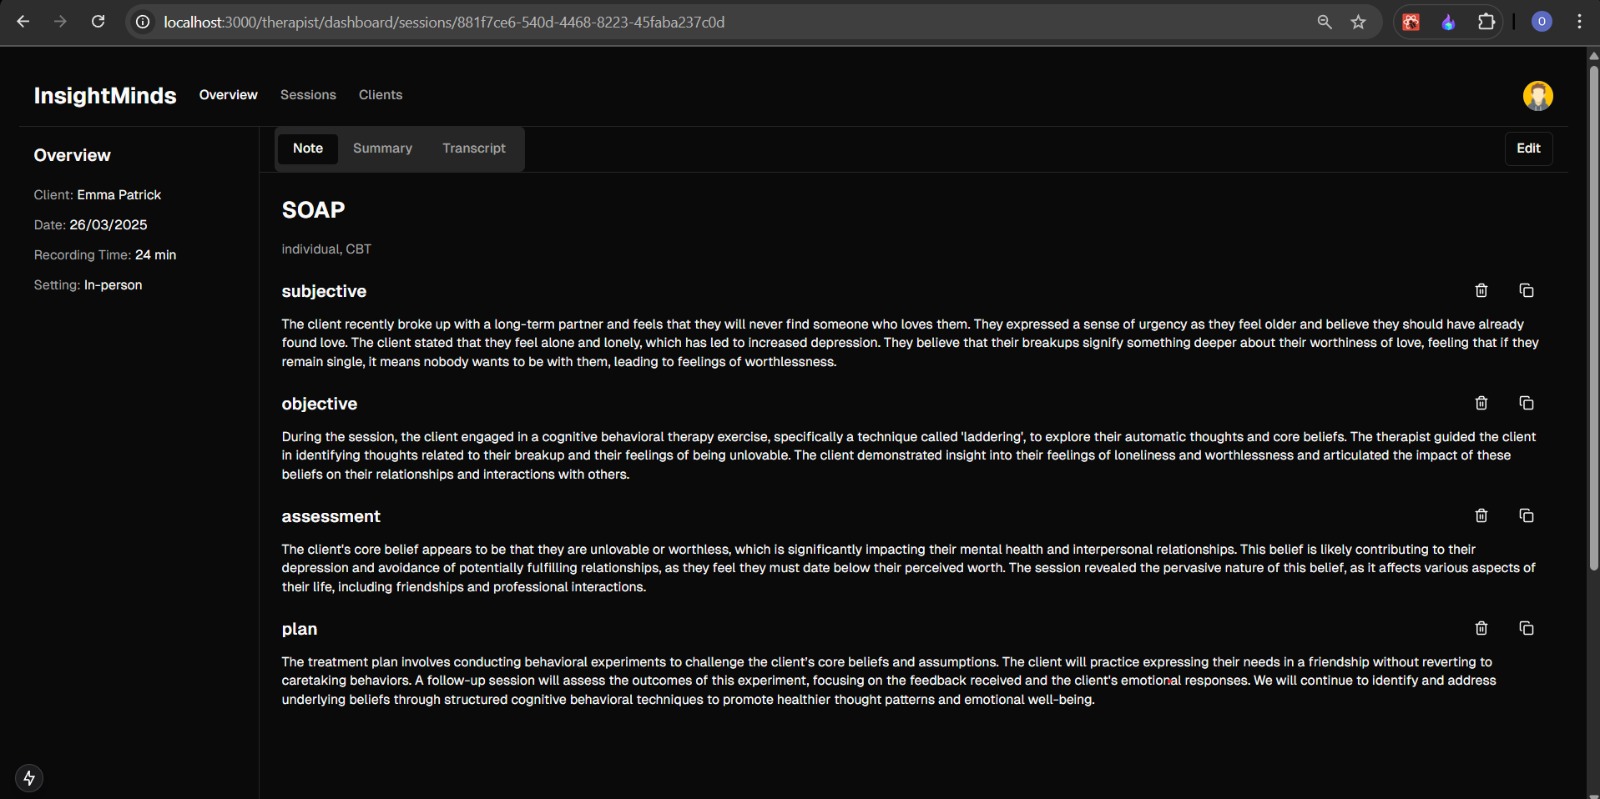 localhost:3000/therapist/dashboard/sessions/881f7ce6-540d-4468-8223-45faba237c0d
O
InsightMinds Overview Sessions Clients
Overview
Client: Emma Patrick
Date: 26/03/2025
Recording Time: 24 min
Setting: In-person
Note Summary Transcript Edit
SOAP
individual, CBT
subjective
The client recently broke up with a long-term partner and feels that they will never find someone who loves them. They expressed a sense of urgency as they feel older and believe they should have already
found love. The client stated that they feel alone and lonely, which has led to increased depression. They believe that their breakups signify something deeper about their worthiness of love, feeling that if they
remain single, it means nobody wants to be with them, leading to feelings of worthlessness.
objective
During the session, the client engaged in a cognitive behavioral therapy exercise, specifically a technique called 'laddering', to explore their automatic thoughts and core beliefs. The therapist guided the client
in identifying thoughts related to their breakup and their feelings of being unlovable. The client demonstrated insight into their feelings of loneliness and worthlessness and articulated the impact of these
beliefs on their relationships and interactions with others.
assessment
The client's core belief appears to be that they are unlovable or worthless, which is significantly impacting their mental health and interpersonal relationships. This belief is likely contributing to their
depression and avoidance of potentially fulfilling relationships, as they feel they must date below their perceived worth. The session revealed the pervasive nature of this belief, as it affects various aspects of
their life, including friendships and professional interactions.
plan
The treatment plan involves conducting behavioral experiments to challenge the client's core beliefs and assumptions. The client will practice expressing their needs in a friendship without reverting to
caretaking behaviors. A follow-up session will assess the outcomes of this experiment, focusing on the feedback received and the client's emotional responses. We will continue to identify and address
underlying beliefs through structured cognitive behavioral techniques to promote healthier thought patterns and emotional well-being.